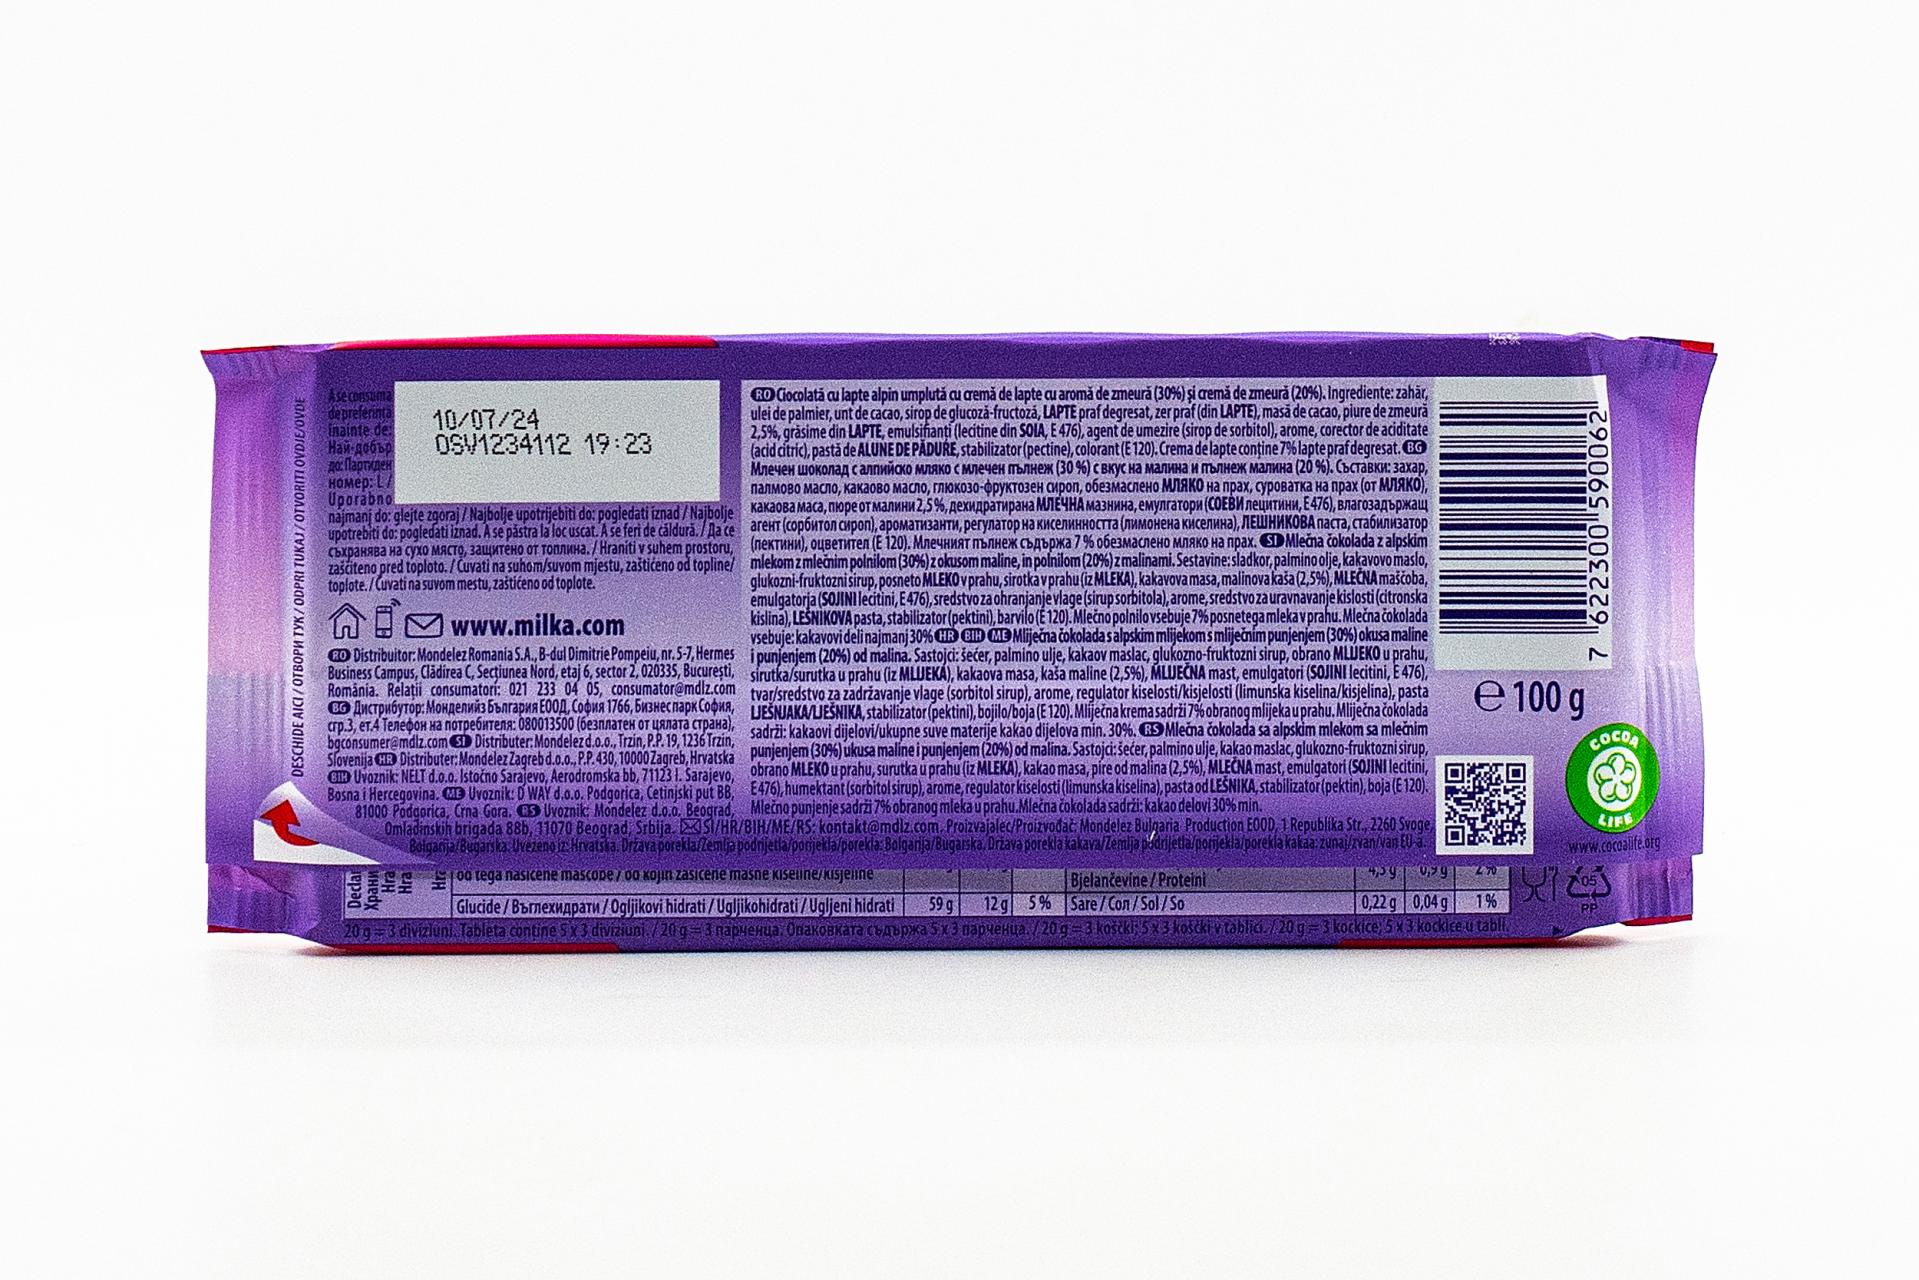 DESCHIDE AICI / ОТВОРИ ТУК / ODPRI TUKAJ / OTVORITI OVDJE/OVDE
A se consuma
de preferință
înainte de:
Най-добър
до: Партиден
номер: L /
Uporabno
10/07/24
OSV1234112 19:23
najmanj do: glejte zgoraj / Najbolje upotrijebiti do: pogledati iznad / Najbolje
upotrebiti do: pogledati iznad. A se păstra la loc uscat. A se feri de căldură. / Да се
съхранява на сухо място, защитено от топлина. / Hraniti v suhem prostoru,
zaščiteno pred toploto. / Čuvati na suhom/suvom mjestu, zaštićeno od topline/
toplote. / Čuvati na suvom mestu, zaštićeno od toplote.
www.milka.com
RO Distribuitor: Mondelez Romania S.A., B-dul Dimitrie Pompeiu, nr. 5-7, Hermes
Business Campus, Clădirea C, Secțiunea Nord, etaj 6, sector 2, 020335, București,
România. Relații consumatori: 021 233 04 05, consumator@mdlz.com
BG Дистрибутор: Монделийз България ЕООД, София 1766, Бизнес парк София,
сгр.3, ет.4 Телефон на потребителя: 080013500 (безплатен от цялата страна),
bgconsumer@mdlz.com SI Distributer: Mondelez d.o.o., Trzin, P.P. 19, 1236 Trzin,
Slovenija HR Distributer: Mondelez Zagreb d.o.o., P.P. 430, 10000 Zagreb, Hrvatska
BIH Uvoznik: NELT d.o.o. Istočno Sarajevo, Aerodromska bb, 71123 I. Sarajevo,
Bosna i Hercegovina. ME Uvoznik: D WAY d.o.o. Podgorica, Cetinjski put BB,
81000 Podgorica, Crna Gora. RS Uvoznik: Mondelez d.o.o. Beograd,
Omladinskih brigada 88b, 11070 Beograd, Srbija. SI/HR/BIH/ME/RS: kontakt@mdlz.com. Proizvajalec/Proizvođač: Mondelez Bulgaria Production EOOD, 1 Republika Str., 2260 Svoge,
Bolgarija/Bugarska. Uvezeno iz: Hrvatska. Država porekla/Zemlja podrijetla/porijekla/porekla: Bolgarija/Bugarska. Država porekla kakava/Zemlja podrijetla/porijekla/porekla kakaa: zunaj/izvan/van EU-a.
RO Ciocolată cu lapte alpin umplută cu cremă de lapte cu aromă de zmeură (30%) și cremă de zmeură (20%). Ingrediente: zahăr,
ulei de palmier, unt de cacao, sirop de glucoză-fructoză, LAPTE praf degresat, zer praf (din LAPTE), masă de cacao, piure de zmeură
2,5%, grăsime din LAPTE, emulsifianți (lecitine din SOIA, E 476), agent de umezire (sirop de sorbitol), arome, corector de aciditate
(acid citric), pastă de ALUNE DE PĂDURE, stabilizator (pectine), colorant (E 120). Crema de lapte conține 7% lapte praf degresat. BG
Млечен шоколад с алпийско мляко с млечен пълнеж (30 %) с вкус на малина и пълнеж малина (20 %). Съставки: захар,
палмово масло, какаово масло, глюкозо-фруктозен сироп, обезмаслено МЛЯКО на прах, суроватка на прах (от МЛЯКО),
какаова маса, пюре от малини 2,5 %, дехидратирана МЛЕЧНА мазнина, емулгатори (СОЕВИ лецитини, Е476), влагозадържащ
агент (сорбитол сироп), ароматизанти, регулатор на киселинността (лимонена киселина), ЛЕШНИКОВА паста, стабилизатор
(пектини), оцветител (Е 120). Млечният пълнеж съдържа 7 % обезмаслено мляко на прах. SI Mlečna čokolada z alpskim
mlekom z mlečnim polnilom (30%) z okusom maline, in polnilom (20%) z malinami. Sestavine: sladkor, palmino olje, kakavovo maslo,
glukozni-fruktozni sirup, posneto MLEKO v prahu, sirotka v prahu (iz MLEKA), kakavova masa, malinova kaša (2,5%), MLEČNA maščoba,
emulgatorja (SOJINI lecitini, E 476), sredstvo za ohranjanje vlage (sirup sorbitola), arome, sredstvo za uravnavanje kislosti (citronska
kislina), LEŠNIKOVA pasta, stabilizator (pektini), barvilo (E 120). Mlečno polnilo vsebuje 7% posnetega mleka v prahu. Mlečna čokolada
vsebuje: kakavovi deli najmanj 30% HR BIH ME Mliječna čokolada s alpskim mlijekom s mliječnim punjenjem (30%) okusa maline
i punjenjem (20%) od malina. Sastojci: šećer, palmino ulje, kakaov maslac, glukozno-fruktozni sirup, obrano MLIJEKO u prahu,
sirutka/surutka u prahu (iz MLIJEKA), kakaova masa, kaša maline (2,5%), MLIJEČNA mast, emulgatori (SOJINI lecitini, E 476),
tvar/sredstvo za zadržavanje vlage (sorbitol sirup), arome, regulator kiselosti/kisjelosti (limunska kiselina/kisjelina), pasta
LJEŠNJAKA/LJEŠNIKA, stabilizator (pektini), bojilo/boja (E 120). Mliječna krema sadrži 7% obranog mlijeka u prahu. Mliječna čokolada
sadrži: kakaovi dijelovi/ukupne suve materije kakao dijelova min. 30%. RS Mlečna čokolada sa alpskim mlekom sa mlečnim
punjenjem (30%) ukusa maline i punjenjem (20%) od malina. Sastojci: šećer, palmino ulje, kakao maslac, glukozno-fruktozni sirup,
obrano MLEKO u prahu, surutka u prahu (iz MLEKA), kakao masa, pire od malina (2,5%), MLEČNA mast, emulgatori (SOJINI lecitini,
E476), humektant (sorbitol sirup), arome, regulator kiselosti (limunska kiselina), pasta od LEŠNIKA, stabilizator (pektin), boja (E 120).
Mlečno punjenje sadrži 7% obranog mleka u prahu. Mlečna čokolada sadrži: kakao delovi 30% min.
7 622300 590062
e 100 g
COCOA
LIFE
www.cocoalife.org
od tega nasičene maščobe / od kojih zasićene masne kiseline/kisjeline
Glucide / Въглехидрати / Ogljikovi hidrati / Ugljikohidrati / Ugljeni hidrati 59 g 12 g 5 %
Bjelančevine / Proteini 4,5 g 0,9 g 2 %
Sare / Сол / Sol / So 0,22 g 0,04 g 1 %
05
PP
20 g = 3 diviziuni. Tableta conține 5 x 3 diviziuni. / 20 g = 3 парченца. Опаковката съдържа 5 x 3 парченца. / 20 g = 3 koščki; 5 x 3 koščki v tablici. / 20 g = 3 kockice; 5 x 3 kockice u tabli.